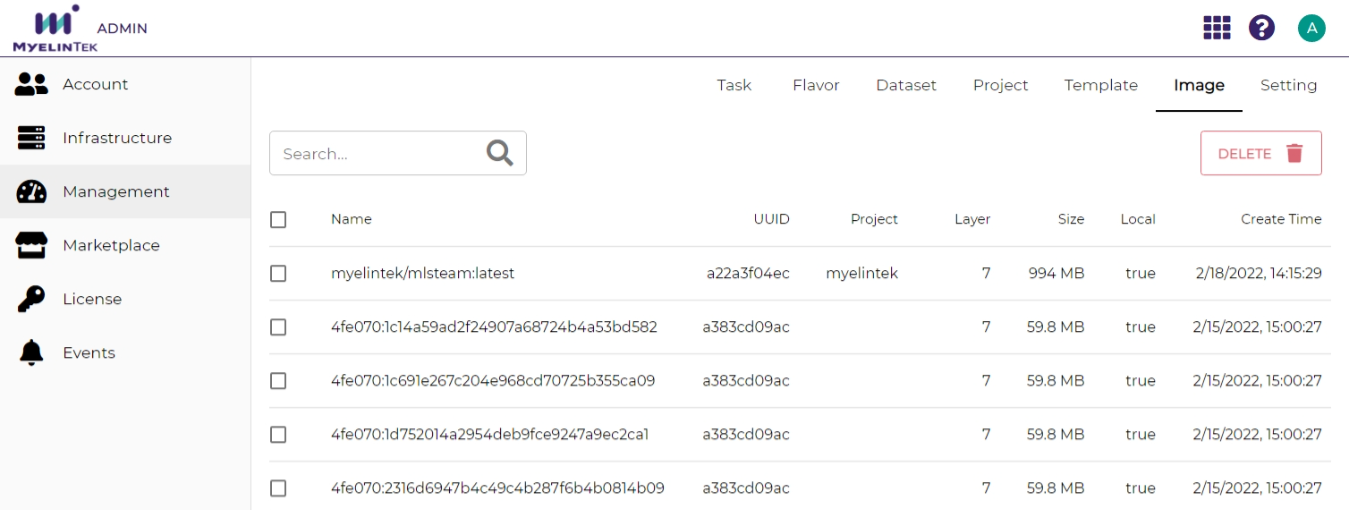 ADMIN
MYELINTEK
A
Account
Infrastructure
Management
Marketplace
License
Events
Task Flavor Dataset Project Template Image Setting
Search...
DELETE
Name UUID Project Layer Size Local Create Time
myelintek/mlsteam:latest a22a3f04ec myelintek 7 994 MB true 2/18/2022, 14:15:29
4fe070:1c14a59ad2f24907a68724b4a53bd582 a383cd09ac 7 59.8 MB true 2/15/2022, 15:00:27
4fe070:1c691e267c204e968cd70725b355ca09 a383cd09ac 7 59.8 MB true 2/15/2022, 15:00:27
4fe070:1d752014a2954deb9fce9247a9ec2ca1 a383cd09ac 7 59.8 MB true 2/15/2022, 15:00:27
4fe070:2316d6947b4c49c4b287f6b4b0814b09 a383cd09ac 7 59.8 MB true 2/15/2022, 15:00:27